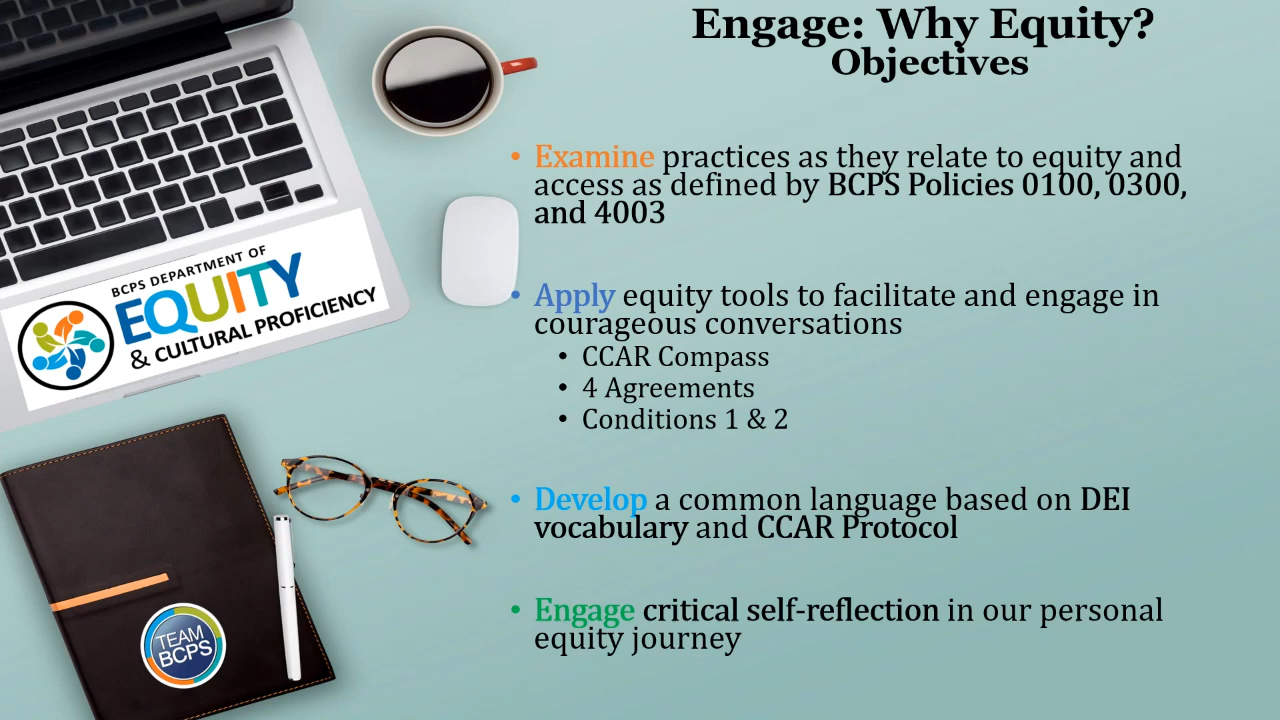 Engage: Why Equity?
Objectives
• Examine practices as they relate to equity and
access as defined by BCPS Policies 0100, 0300,
and 4003
• Apply equity tools to facilitate and engage in
courageous conversations
• CCAR Compass
• 4 Agreements
• Conditions 1 & 2
• Develop a common language based on DEI
vocabulary and CCAR Protocol
• Engage critical self-reflection in our personal
equity journey
BCPS DEPARTMENT OF
EQUITY
& CULTURAL PROFICIENCY
TEAM
BCPS